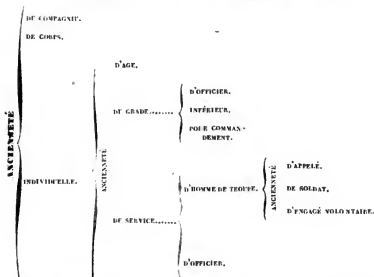 DE COMPAGNIE.
DE CORPS.
ANCIENNETÉ
INDIVIDUELLE.
ANCIENNETÉ
D'AGE.
DE GRADE........
D'OFFICIER.
INFÉRIEUR.
POUR COMMAN-
DEMENT.
DE SERVICE.......
D'HOMME DE TROUPE.
ANCIENNETÉ
D'APPELÉ.
DE SOLDAT.
D'ENGAGÉ VOLONTAIRE.
D'OFFICIER.